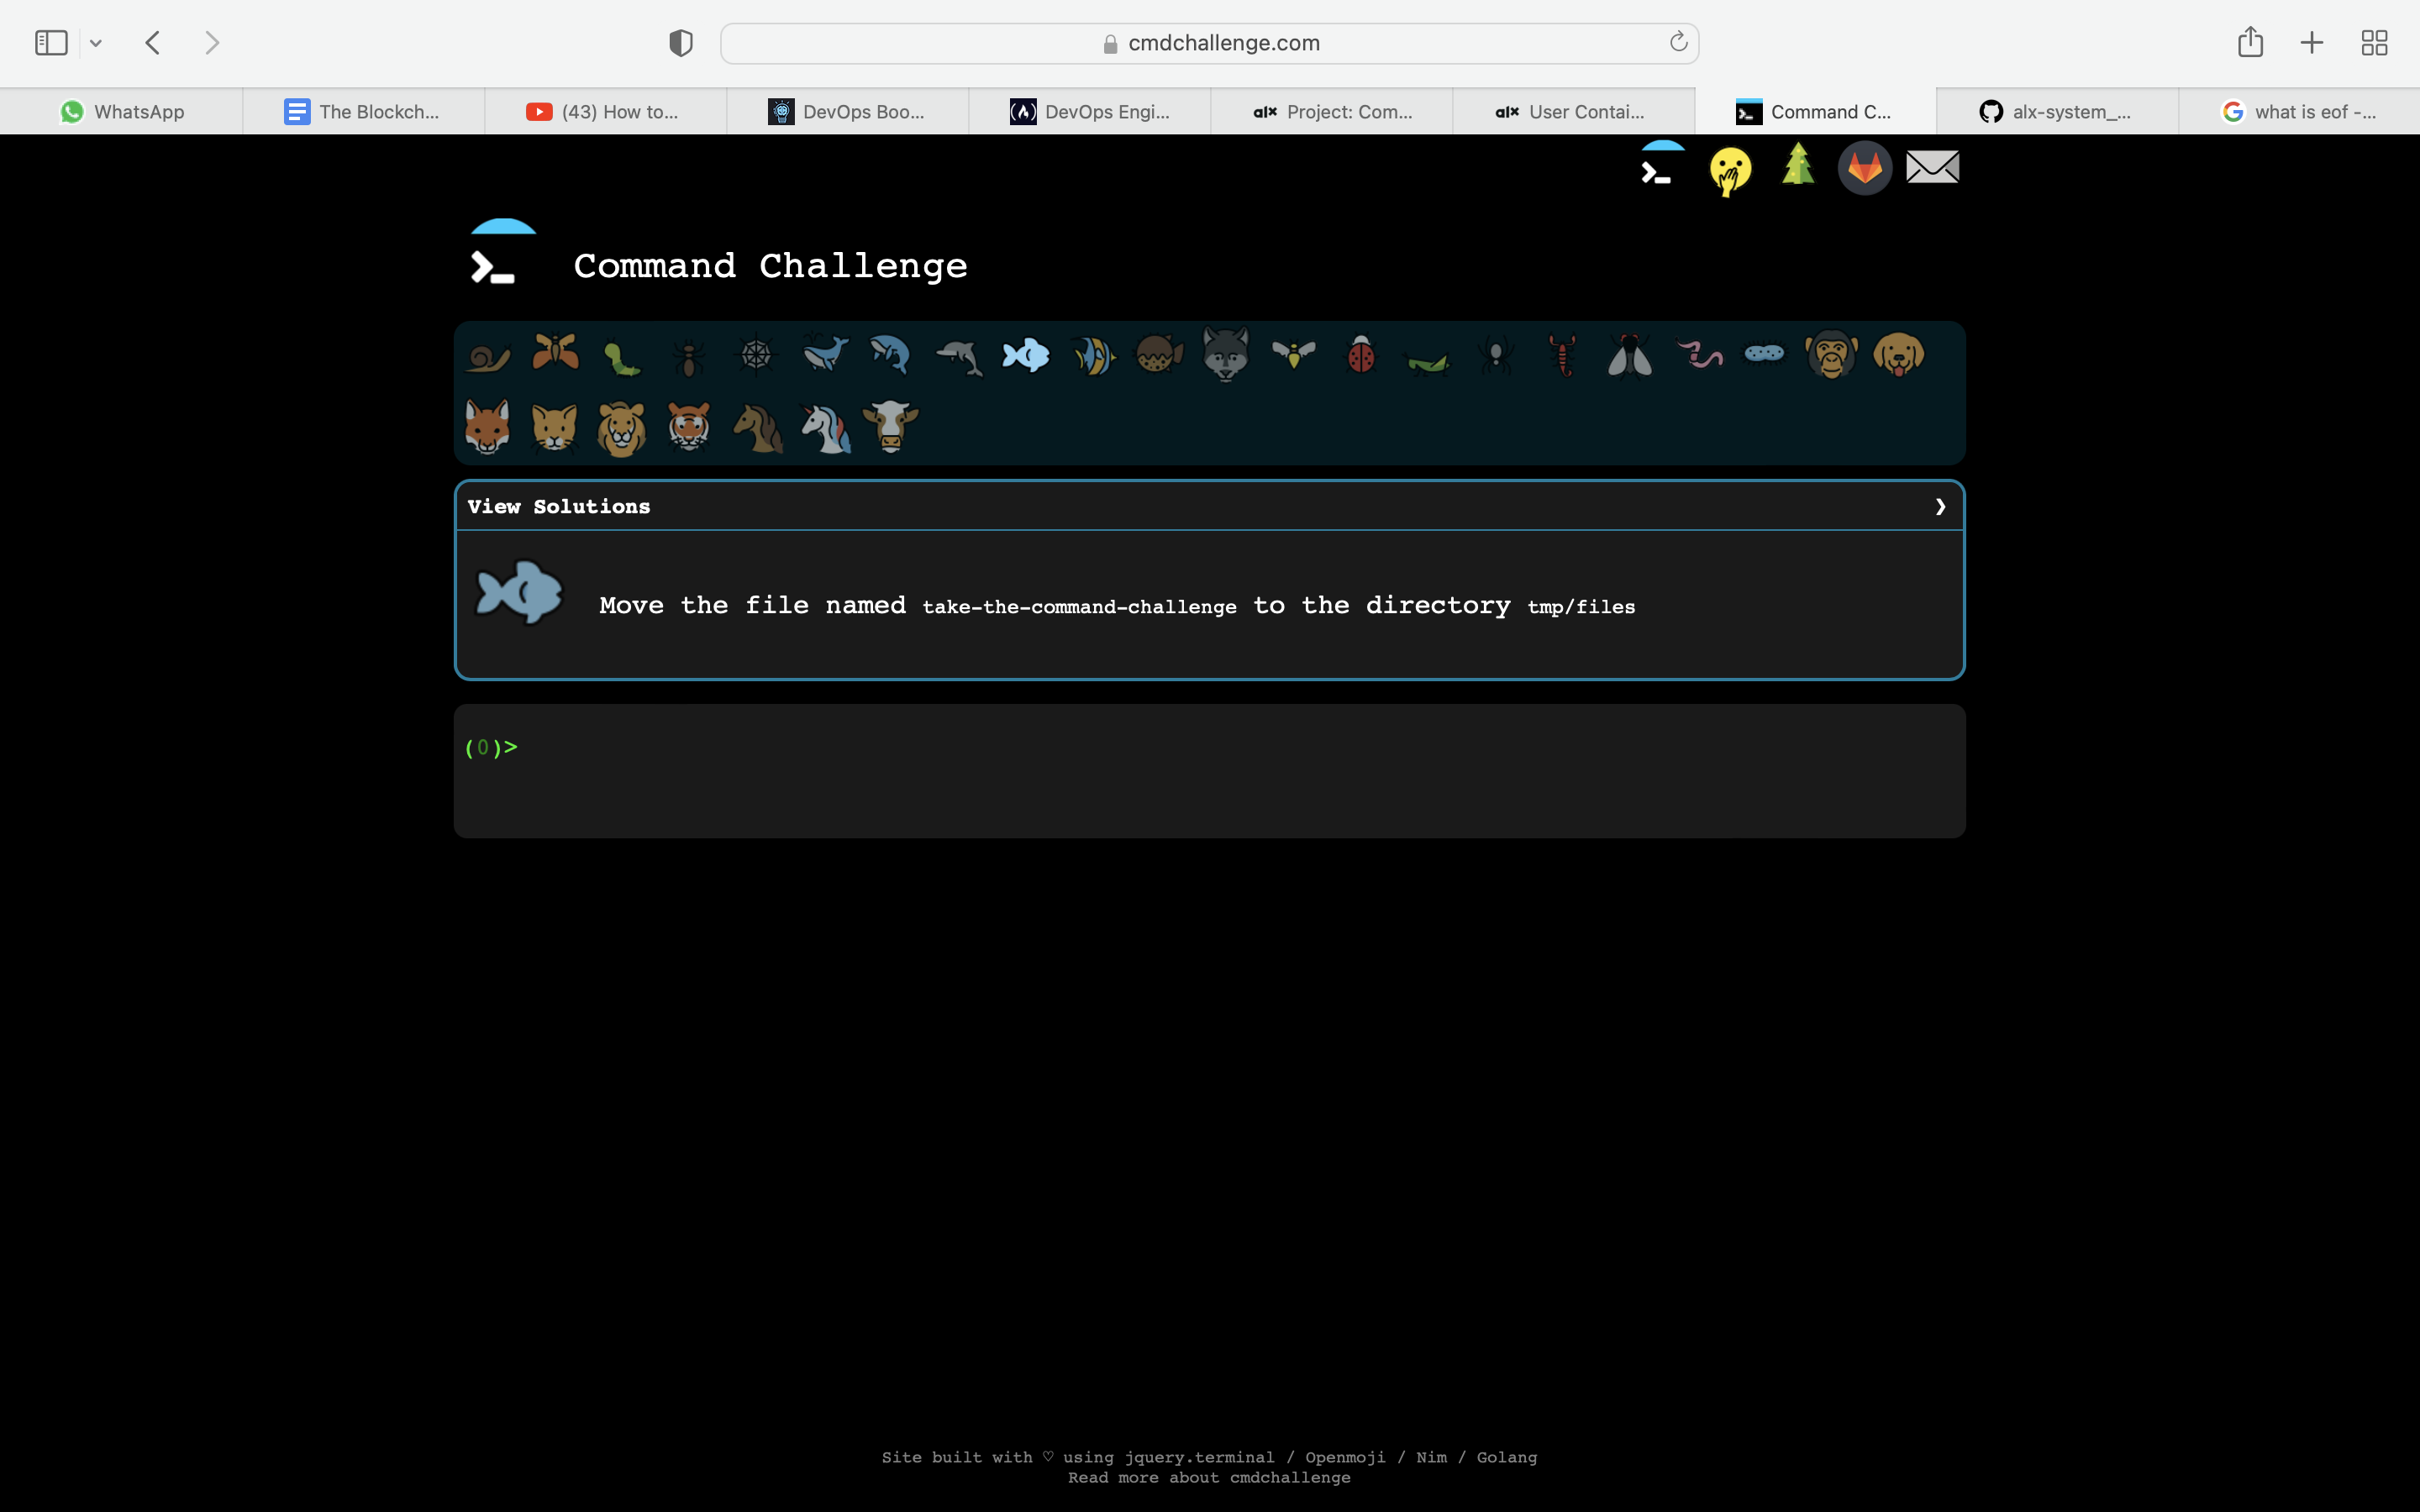 cmdchallenge.com
WhatsApp
The Blockch...
(43) How to...
DevOps Boo...
DevOps Engi...
alx Project: Com...
alx User Contai...
Command C...
alx-system_...
what is eof -...
Command Challenge
View Solutions
Move the file named take-the-command-challenge to the directory tmp/files
(0)>
Site built with ♡ using jquery.terminal / Openmoji / Nim / Golang
Read more about cmdchallenge